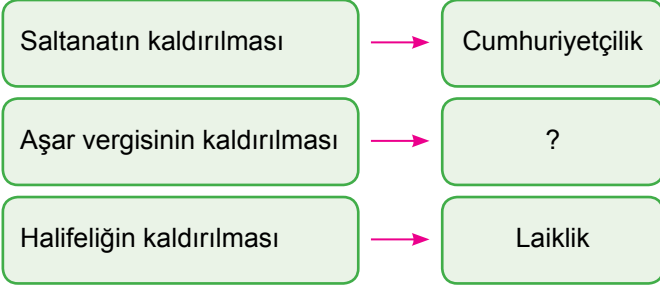 Saltanatın kaldırılması
Cumhuriyetçilik
Aşar vergisinin kaldırılması
?
Halifeliğin kaldırılması
Laiklik